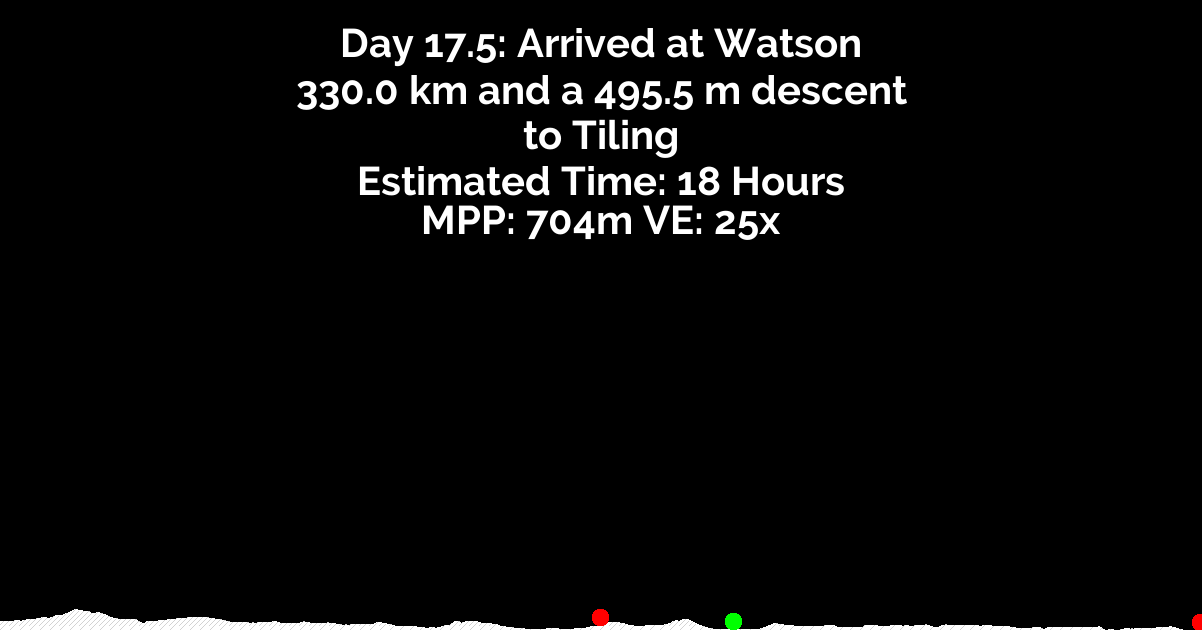 Day 17.5: Arrived at Watson
330.0 km and a 495.5 m descent
to Tiling
Estimated Time: 18 Hours
MPP: 704m VE: 25x